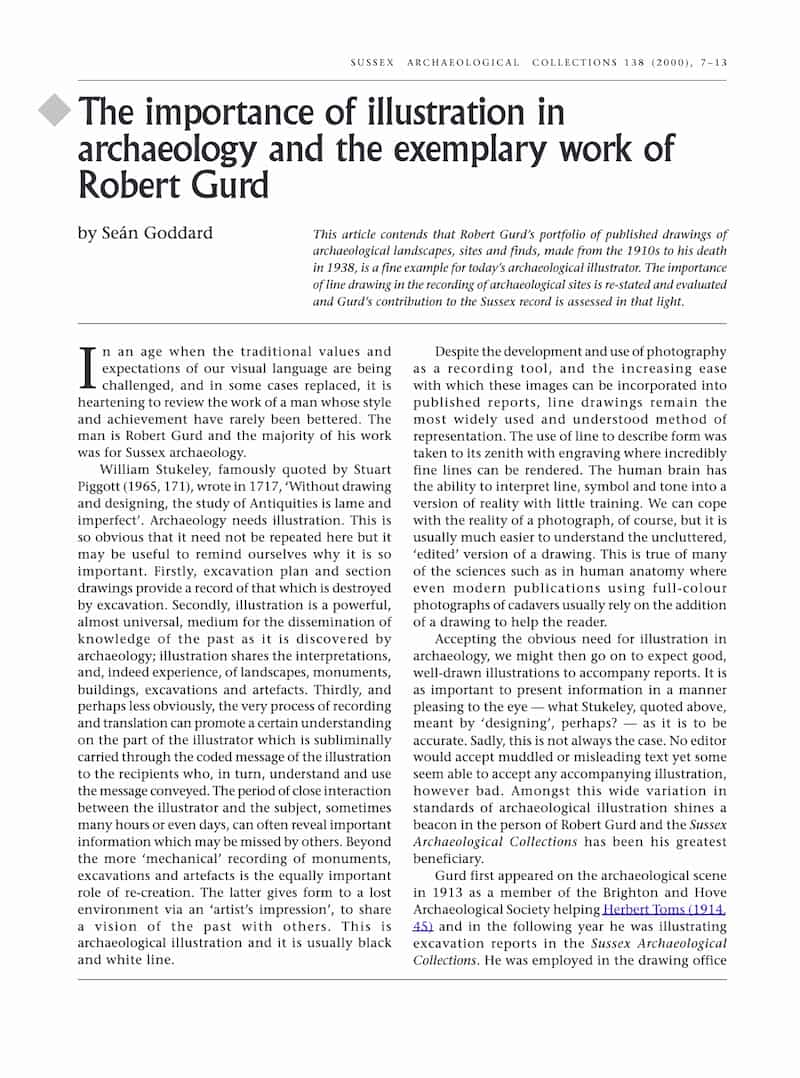 SUSSEX ARCHAEOLOGICAL COLLECTIONS 138 (2000), 7–13
The importance of illustration in
archaeology and the exemplary work of
Robert Gurd
by Seán Goddard
This article contends that Robert Gurd's portfolio of published drawings of
archaeological landscapes, sites and finds, made from the 1910s to his death
in 1938, is a fine example for today's archaeological illustrator. The importance
of line drawing in the recording of archaeological sites is re-stated and evaluated
and Gurd's contribution to the Sussex record is assessed in that light.
In an age when the traditional values and
expectations of our visual language are being
challenged, and in some cases replaced, it is
heartening to review the work of a man whose style
and achievement have rarely been bettered. The
man is Robert Gurd and the majority of his work
was for Sussex archaeology.
William Stukeley, famously quoted by Stuart
Piggott (1965, 171), wrote in 1717, 'Without drawing
and designing, the study of Antiquities is lame and
imperfect'. Archaeology needs illustration. This is
so obvious that it need not be repeated here but it
may be useful to remind ourselves why it is so
important. Firstly, excavation plan and section
drawings provide a record of that which is destroyed
by excavation. Secondly, illustration is a powerful,
almost universal, medium for the dissemination of
knowledge of the past as it is discovered by
archaeology; illustration shares the interpretations,
and, indeed experience, of landscapes, monuments,
buildings, excavations and artefacts. Thirdly, and
perhaps less obviously, the very process of recording
and translation can promote a certain understanding
on the part of the illustrator which is subliminally
carried through the coded message of the illustration
to the recipients who, in turn, understand and use
the message conveyed. The period of close interaction
between the illustrator and the subject, sometimes
many hours or even days, can often reveal important
information which may be missed by others. Beyond
the more 'mechanical' recording of monuments,
excavations and artefacts is the equally important
role of re-creation. The latter gives form to a lost
environment via an 'artist's impression', to share
a vision of the past with others. This is
archaeological illustration and it is usually black
and white line.
Despite the development and use of photography
as a recording tool, and the increasing ease
with which these images can be incorporated into
published reports, line drawings remain the
most widely used and understood method of
representation. The use of line to describe form was
taken to its zenith with engraving where incredibly
fine lines can be rendered. The human brain has
the ability to interpret line, symbol and tone into a
version of reality with little training. We can cope
with the reality of a photograph, of course, but it is
usually much easier to understand the uncluttered,
'edited' version of a drawing. This is true of many
of the sciences such as in human anatomy where
even modern publications using full-colour
photographs of cadavers usually rely on the addition
of a drawing to help the reader.
Accepting the obvious need for illustration in
archaeology, we might then go on to expect good,
well-drawn illustrations to accompany reports. It is
as important to present information in a manner
pleasing to the eye — what Stukeley, quoted above,
meant by 'designing', perhaps? — as it is to be
accurate. Sadly, this is not always the case. No editor
would accept muddled or misleading text yet some
seem able to accept any accompanying illustration,
however bad. Amongst this wide variation in
standards of archaeological illustration shines a
beacon in the person of Robert Gurd and the Sussex
Archaeological Collections has been his greatest
beneficiary.
Gurd first appeared on the archaeological scene
in 1913 as a member of the Brighton and Hove
Archaeological Society helping Herbert Toms (1914,
45) and in the following year he was illustrating
excavation reports in the Sussex Archaeological
Collections. He was employed in the drawing office